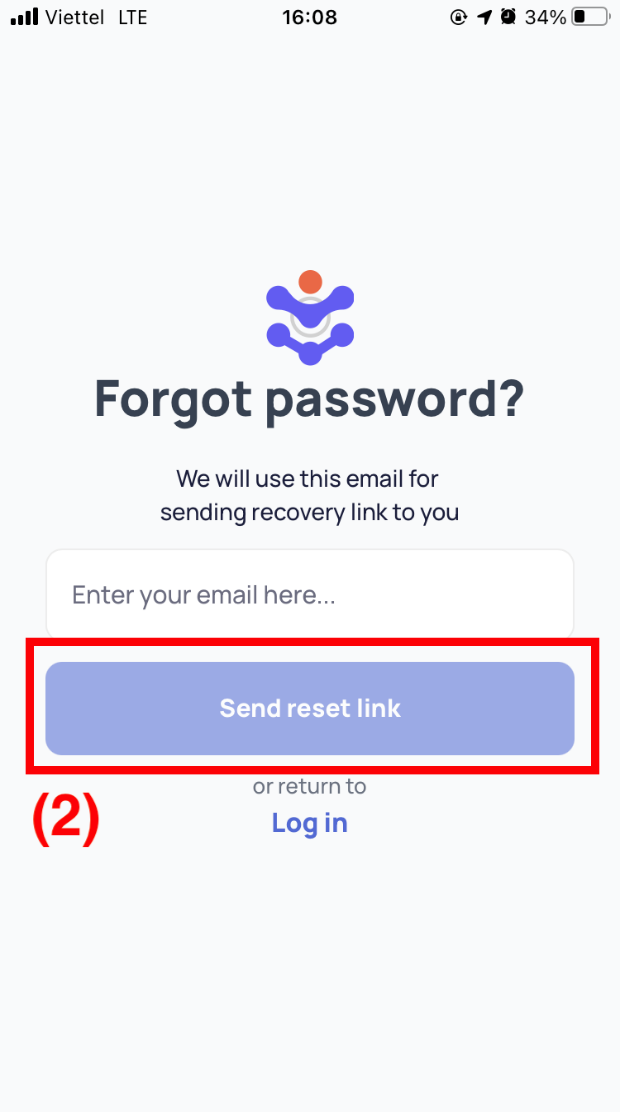 Viettel LTE 16:08 34%
Forgot password?
We will use this email for
sending recovery link to you
Enter your email here...
Send reset link
or return to
(2)
Log in